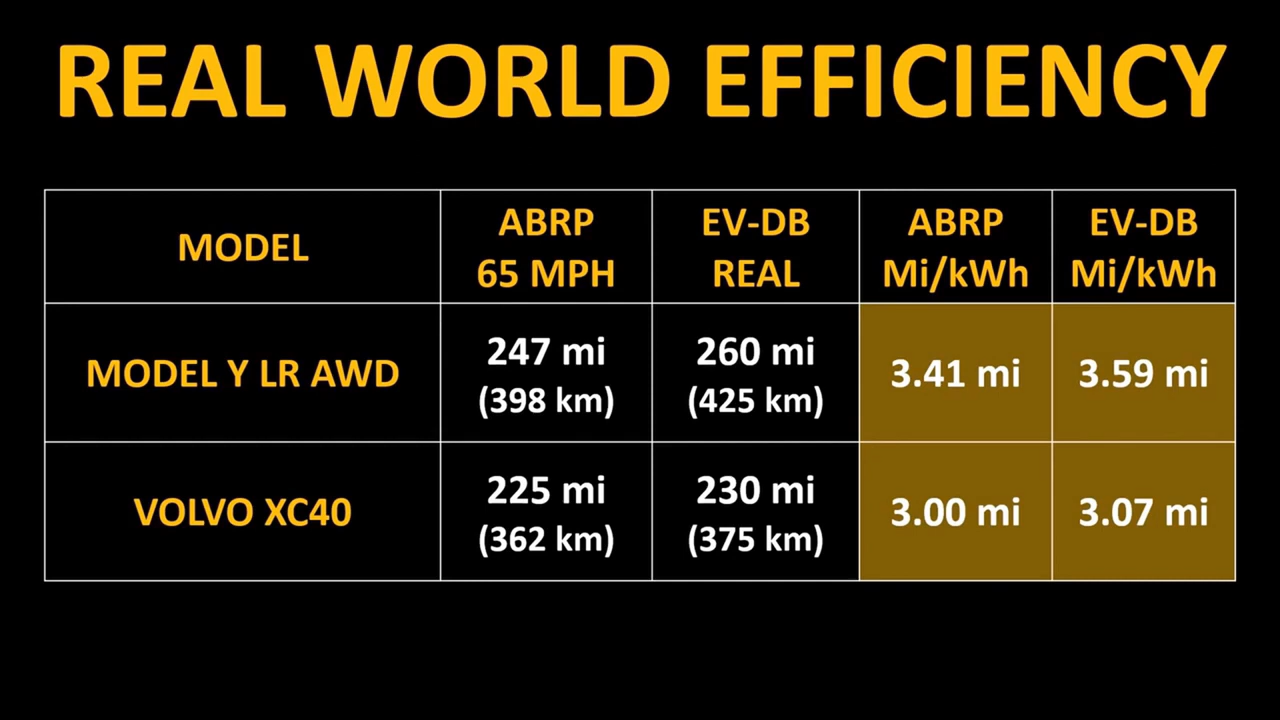 REAL WORLD EFFICIENCY
MODEL
ABRP
65 MPH
EV-DB
REAL
ABRP
Mi/kWh
EV-DB
Mi/kWh
MODEL Y LR AWD
247 mi
(398 km)
260 mi
(425 km)
3.41 mi
3.59 mi
VOLVO XC40
225 mi
(362 km)
230 mi
(375 km)
3.00 mi
3.07 mi